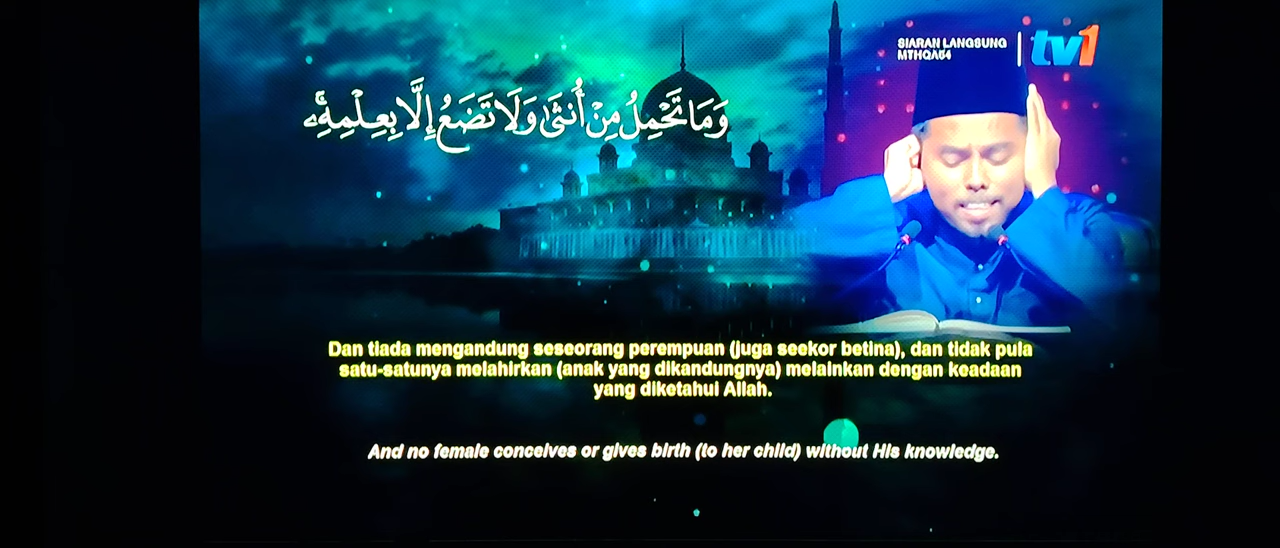 SIARAN LANGSUNG
MTHQA64
tv1
وَمَا تَحْمِلُ مِنْ أُنثَىٰ وَلَا تَضَعُ إِلَّا بِعِلْمِهِۦۚ
Dan tiada mengandung seseorang perempuan (juga seekor betina), dan tidak pula
satu-satunya melahirkan (anak yang dikandungnya) melainkan dengan keadaan
yang diketahui Allah.
And no female conceives or gives birth (to her child) without His knowledge.